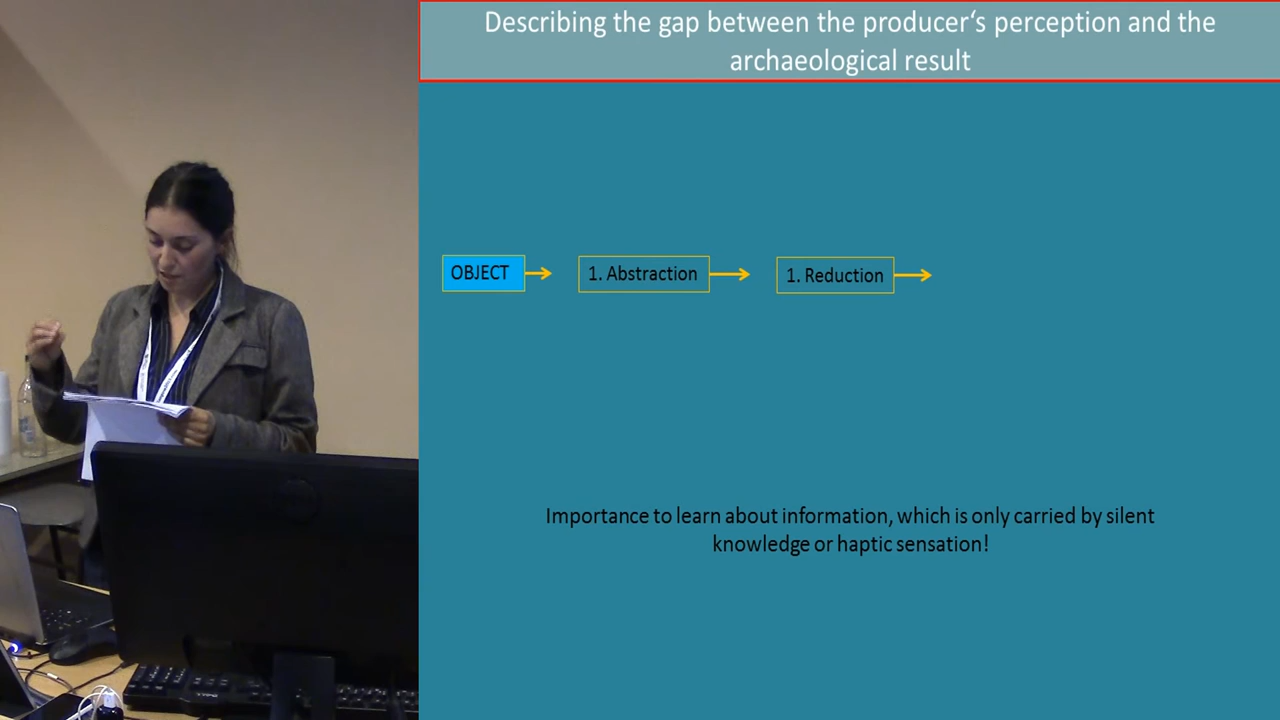 Describing the gap between the producer‘s perception and the
archaeological result
OBJECT
1. Abstraction
1. Reduction
Importance to learn about information, which is only carried by silent
knowledge or haptic sensation!